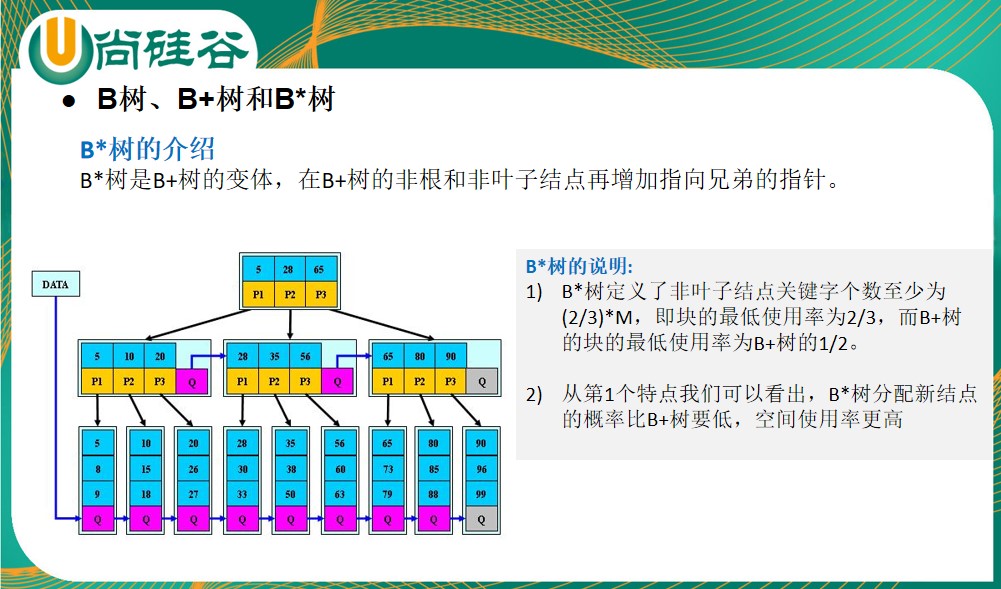 尚硅谷
● B树、B+树和B*树
B*树的介绍
B*树是B+树的变体，在B+树的非根和非叶子结点再增加指向兄弟的指针。
DATA
5 28 65
P1 P2 P3
5 10 20
P1 P2 P3 Q
28 35 56
P1 P2 P3 Q
65 80 90
P1 P2 P3 Q
5 10 20 28 35 56 65 80 90
8 15 26 30 38 60 73 85 96
9 18 27 33 50 63 79 88 99
Q Q Q Q Q Q Q Q Q
B*树的说明:
1) B*树定义了非叶子结点关键字个数至少为
(2/3)*M，即块的最低使用率为2/3，而B+树
的块的最低使用率为B+树的1/2。
2) 从第1个特点我们可以看出，B*树分配新结点
的概率比B+树要低，空间使用率更高